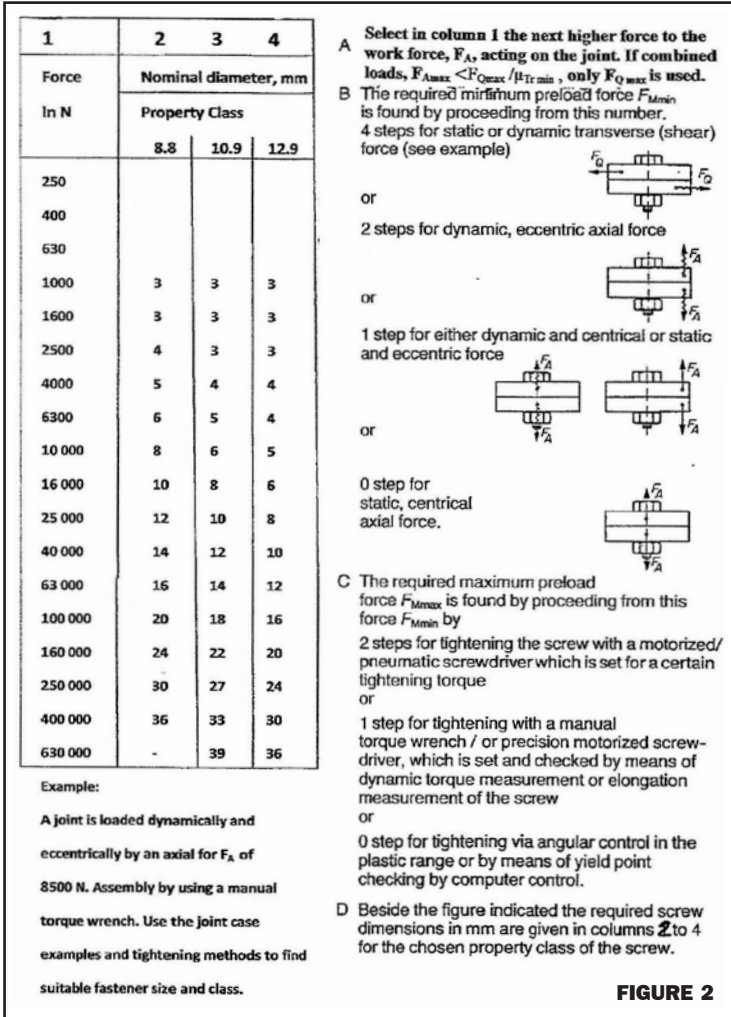 1 2 3 4
Force Nominal diameter, mm
In N Property Class
8.8 10.9 12.9
250
400
630
1000 3 3 3
1600 3 3 3
2500 4 3 3
4000 5 4 4
6300 6 5 4
10 000 8 6 5
16 000 10 8 6
25 000 12 10 8
40 000 14 12 10
63 000 16 14 12
100 000 20 18 16
160 000 24 22 20
250 000 30 27 24
400 000 36 33 30
630 000 - 39 36
Example:
A joint is loaded dynamically and
eccentrically by an axial for FA of
8500 N. Assembly by using a manual
torque wrench. Use the joint case
examples and tightening methods to find
suitable fastener size and class.
A Select in column 1 the next higher force to the
work force, FA, acting on the joint. If combined
loads, FAmax <FQmax /μTr min , only FQ max is used.
B The required minimum preload force FMmin
is found by proceeding from this number.
4 steps for static or dynamic transverse (shear)
force (see example)
FQ
FQ
or
2 steps for dynamic, eccentric axial force
FA
FA
or
1 step for either dynamic and centrical or static
and eccentric force
FA
FA
FA
FA
or
0 step for
static, centrical
axial force.
FA
FA
C The required maximum preload
force FMmax is found by proceeding from this
force FMmin by
2 steps for tightening the screw with a motorized/
pneumatic screwdriver which is set for a certain
tightening torque
or
1 step for tightening with a manual
torque wrench / or precision motorized screw-
driver, which is set and checked by means of
dynamic torque measurement or elongation
measurement of the screw
or
0 step for tightening via angular control in the
plastic range or by means of yield point
checking by computer control.
D Beside the figure indicated the required screw
dimensions in mm are given in columns 2 to 4
for the chosen property class of the screw.
FIGURE 2